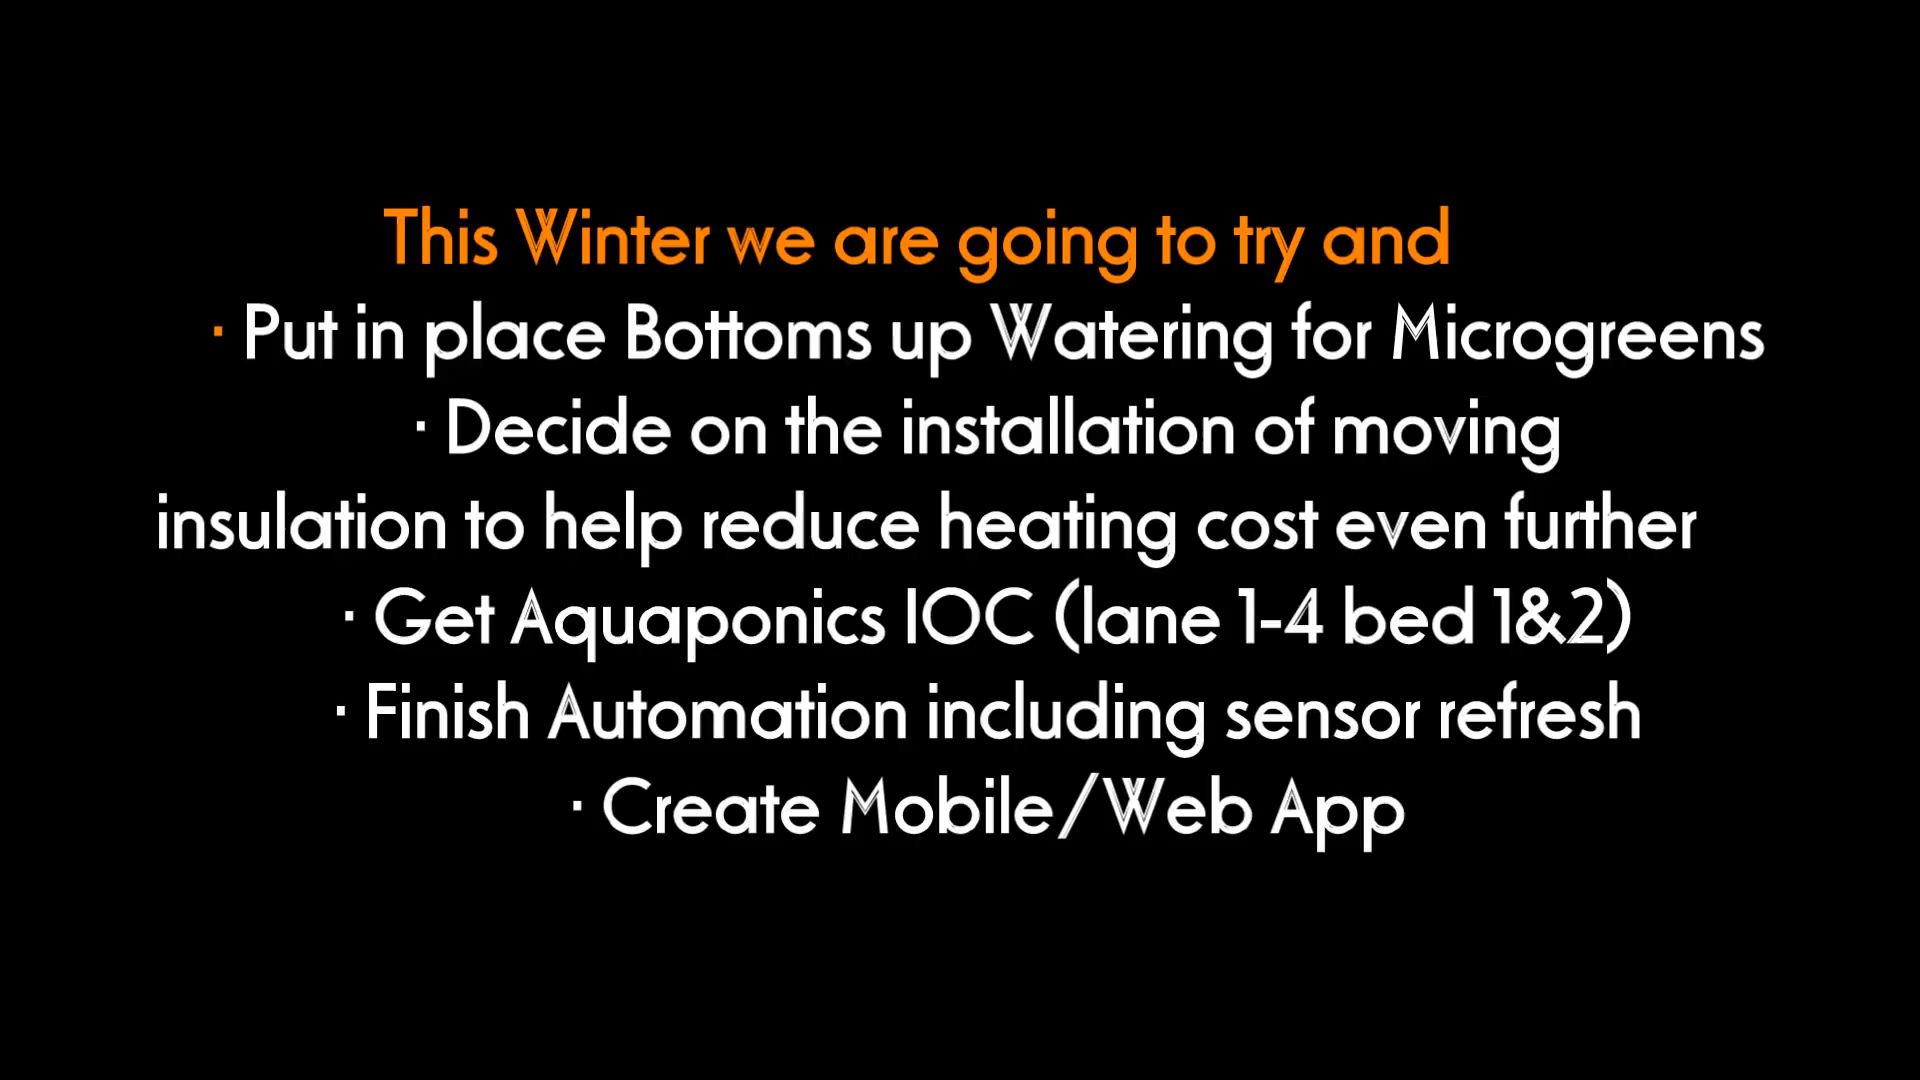 This Winter we are going to try and
· Put in place Bottoms up Watering for Microgreens
· Decide on the installation of moving
insulation to help reduce heating cost even further
· Get Aquaponics IOC (lane 1-4 bed 1&2)
· Finish Automation including sensor refresh
· Create Mobile/Web App